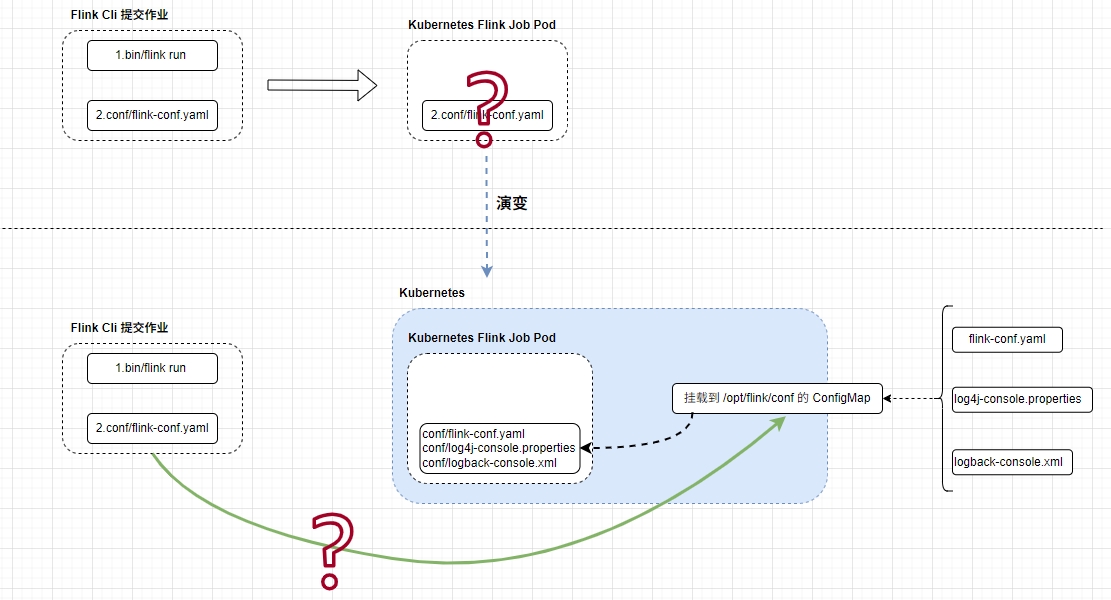 Flink Cli 提交作业
1.bin/flink run
2.conf/flink-conf.yaml
Kubernetes Flink Job Pod
2.conf/flink-conf.yaml
?
演变
Kubernetes
Flink Cli 提交作业
1.bin/flink run
2.conf/flink-conf.yaml
Kubernetes Flink Job Pod
conf/flink-conf.yaml
conf/log4j-console.properties
conf/logback-console.xml
挂载到 /opt/flink/conf 的 ConfigMap
flink-conf.yaml
log4j-console.properties
logback-console.xml
?